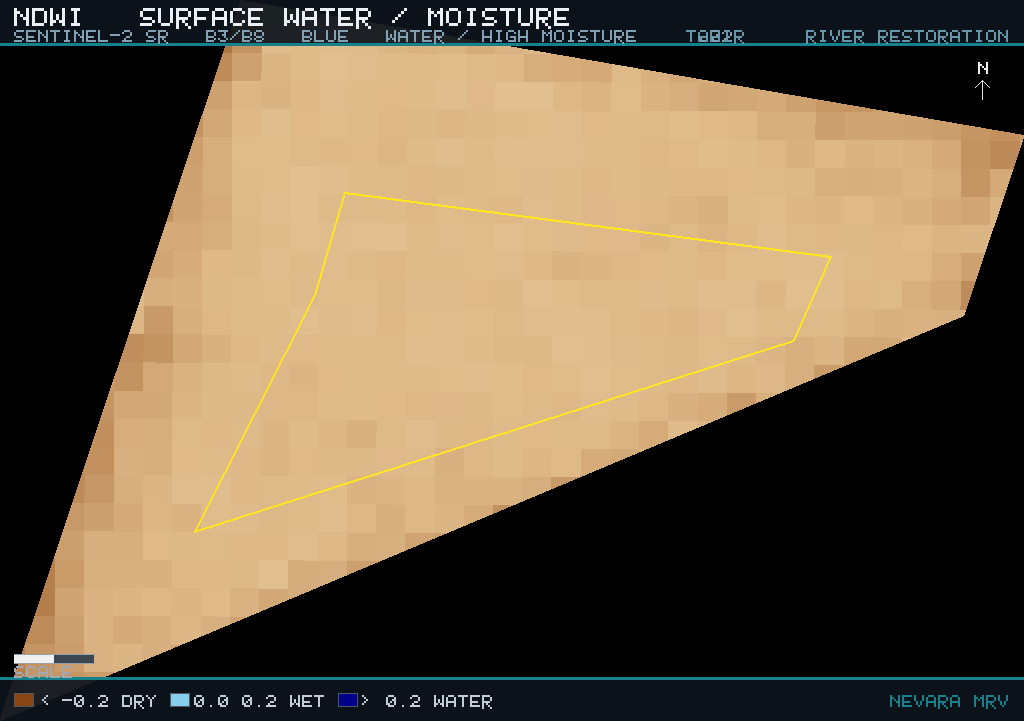 NDWI SURFACE WATER / MOISTURE
SENTINEL-2 SR B3/B8 BLUE WATER / HIGH MOISTURE RIVER RESTORATION
N
SCALE
< -0.2 DRY 0.0 0.2 WET > 0.2 WATER
NEVARA MRV